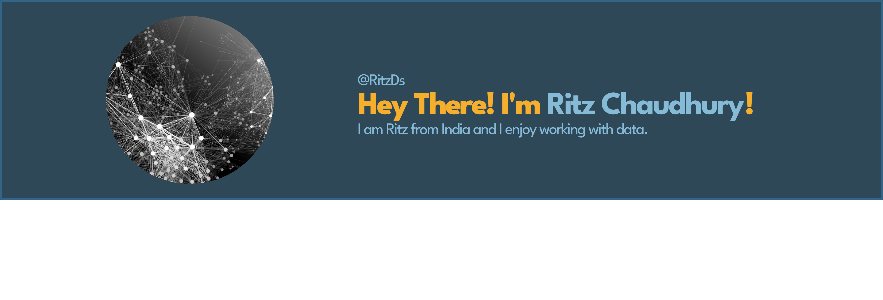 @RitzDs
Hey There! I'm Ritz Chaudhury!
I am Ritz from India and I enjoy working with data.